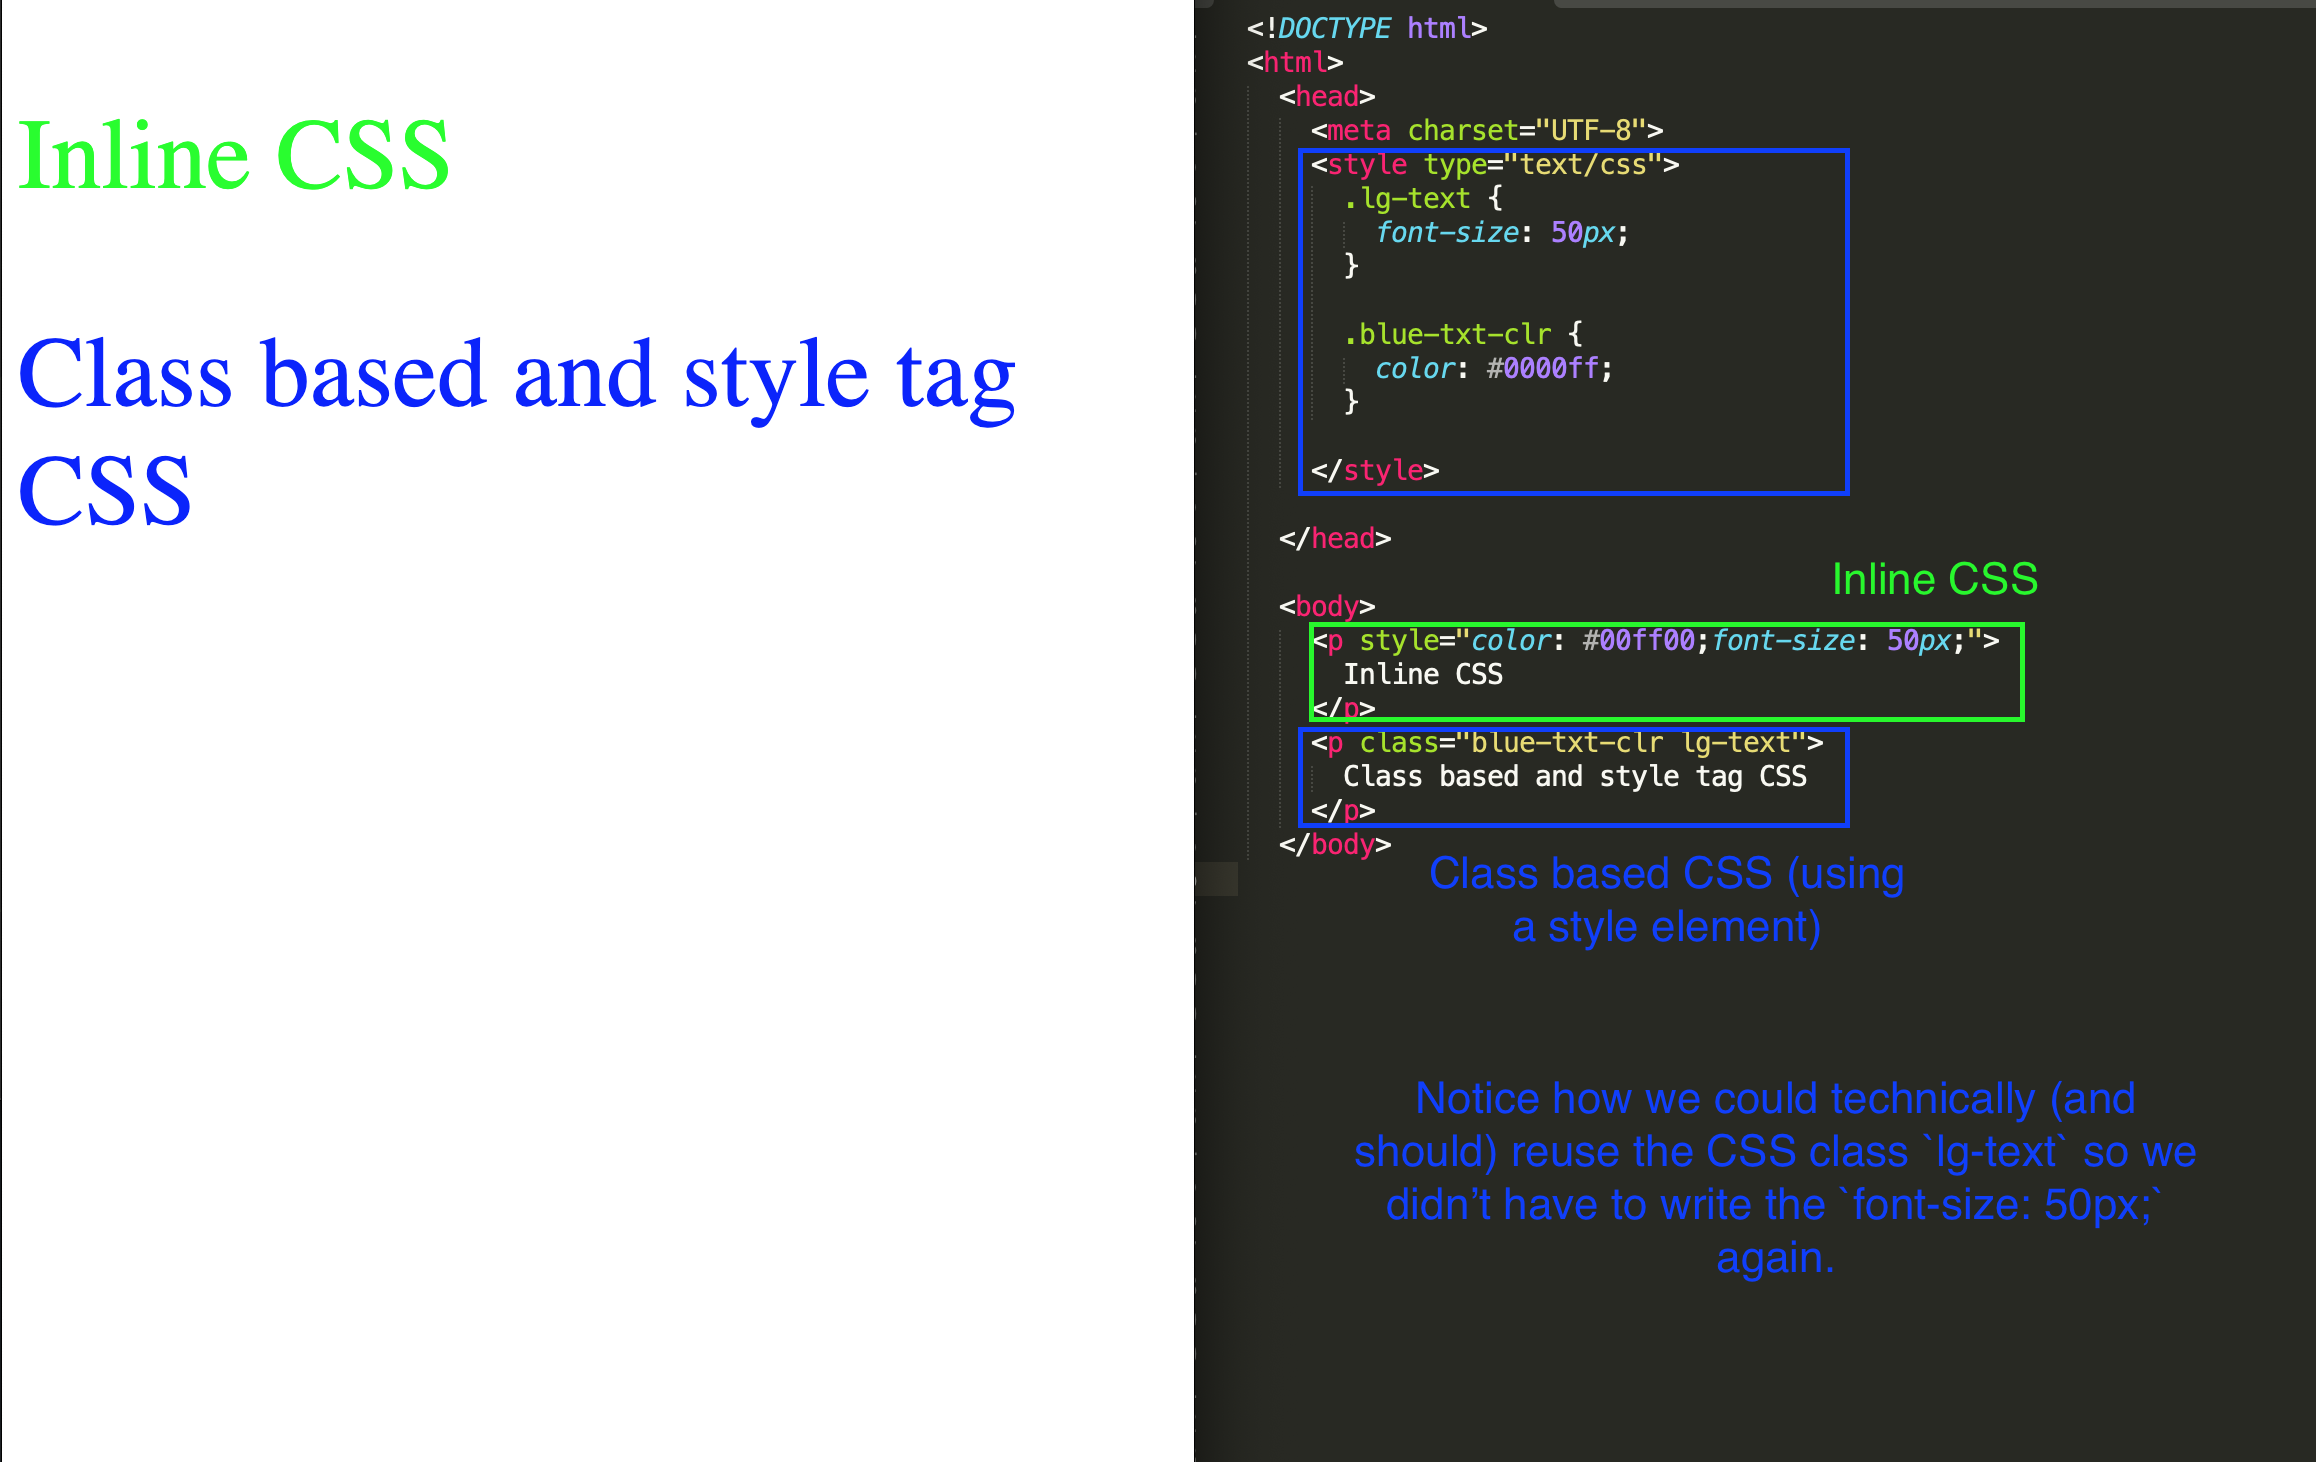 Inline CSS
Class based and style tag
CSS
<!DOCTYPE html>
<html>
<head>
<meta charset="UTF-8">
<style type="text/css">
.lg-text {
font-size: 50px;
}
.blue-txt-clr {
color: #0000ff;
}
</style>
</head>
Inline CSS
<body>
<p style="color: #00ff00;font-size: 50px;">
Inline CSS
</p>
<p class="blue-txt-clr lg-text">
Class based and style tag CSS
</p>
</body>
Class based CSS (using
a style element)
Notice how we could technically (and
should) reuse the CSS class `lg-text` so we
didn’t have to write the `font-size: 50px;`
again.